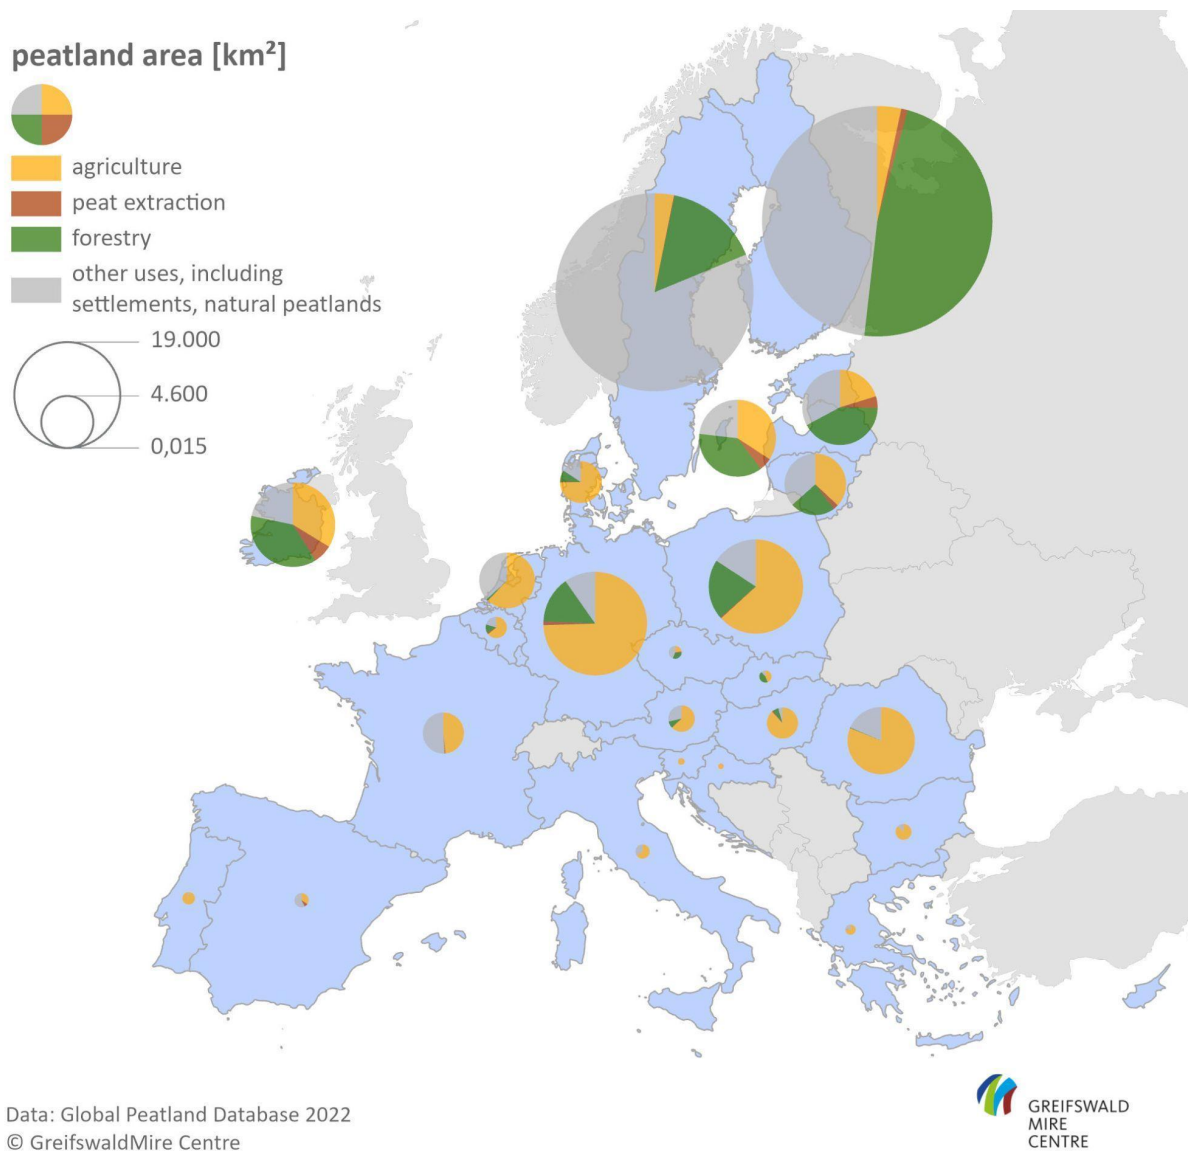 peatland area [km²]
agriculture
peat extraction
forestry
other uses, including
settlements, natural peatlands
19.000
4.600
0,015
Data: Global Peatland Database 2022
© GreifswaldMire Centre
GREIFSWALD
MIRE
CENTRE